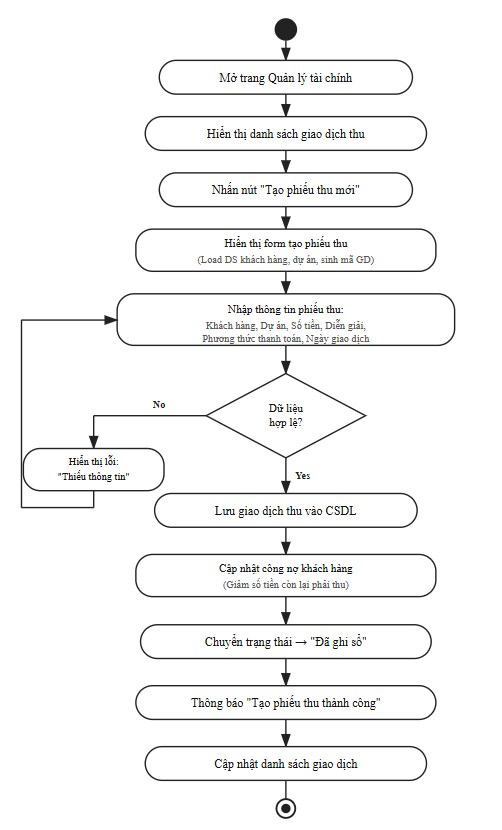 Mở trang Quản lý tài chính
Hiển thị danh sách giao dịch thu
Nhấn nút "Tạo phiếu thu mới"
Hiển thị form tạo phiếu thu
(Load DS khách hàng, dự án, sinh mã GD)
Nhập thông tin phiếu thu:
Khách hàng, Dự án, Số tiền, Diễn giải,
Phương thức thanh toán, Ngày giao dịch
Dữ liệu
hợp lệ?
No
Hiển thị lỗi:
"Thiếu thông tin"
Yes
Lưu giao dịch thu vào CSDL
Cập nhật công nợ khách hàng
(Giảm số tiền còn lại phải thu)
Chuyển trạng thái → "Đã ghi sổ"
Thông báo "Tạo phiếu thu thành công"
Cập nhật danh sách giao dịch